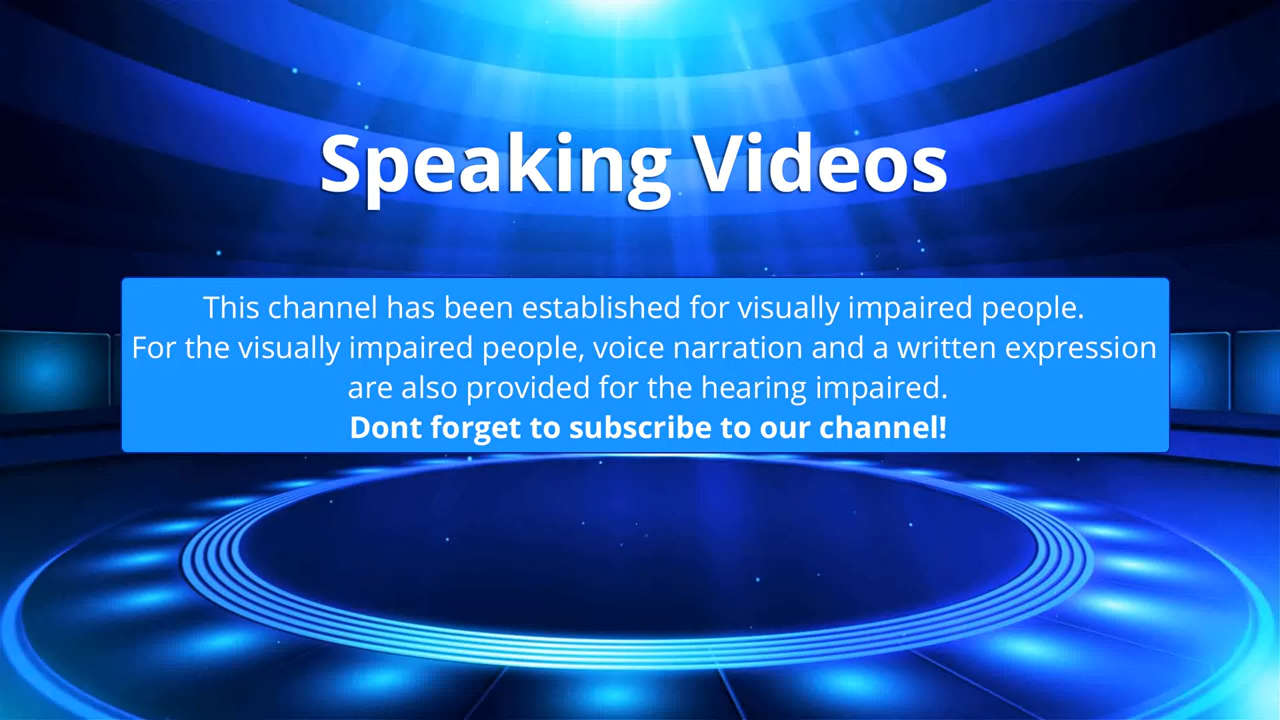 Speaking Videos
This channel has been established for visually impaired people.
For the visually impaired people, voice narration and a written expression
are also provided for the hearing impaired.
Dont forget to subscribe to our channel!